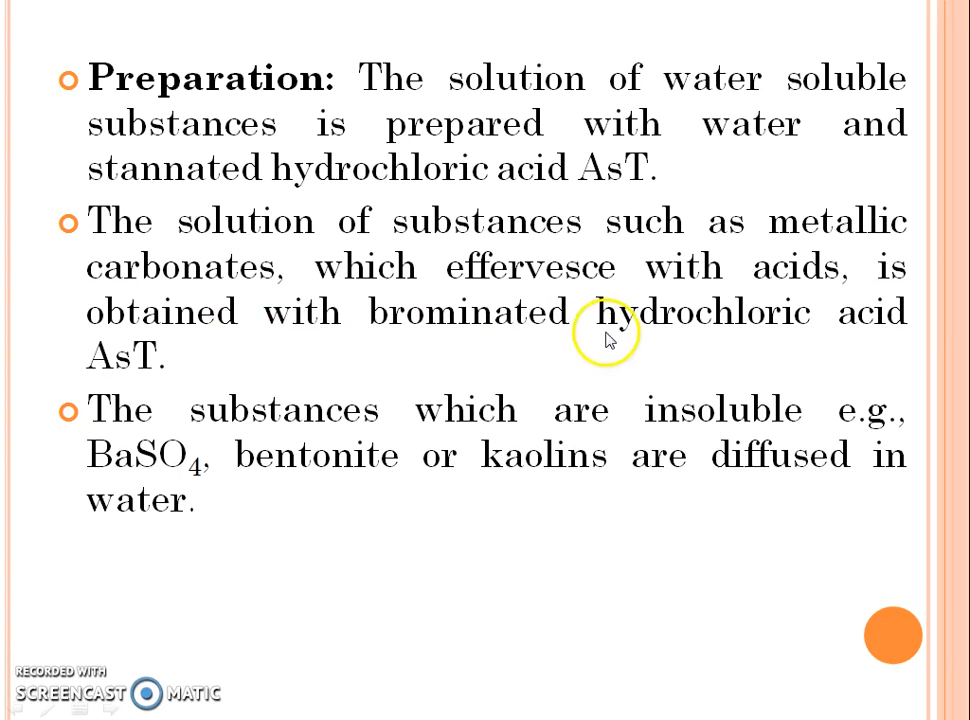 Preparation: The solution of water soluble
substances is prepared with water and
stannated hydrochloric acid AsT.
The solution of substances such as metallic
carbonates, which effervesce with acids, is
obtained with brominated hydrochloric acid
AsT.
The substances which are insoluble e.g.,
BaSO₄, bentonite or kaolins are diffused in
water.
RECORDED WITH
SCREENCAST MATIC